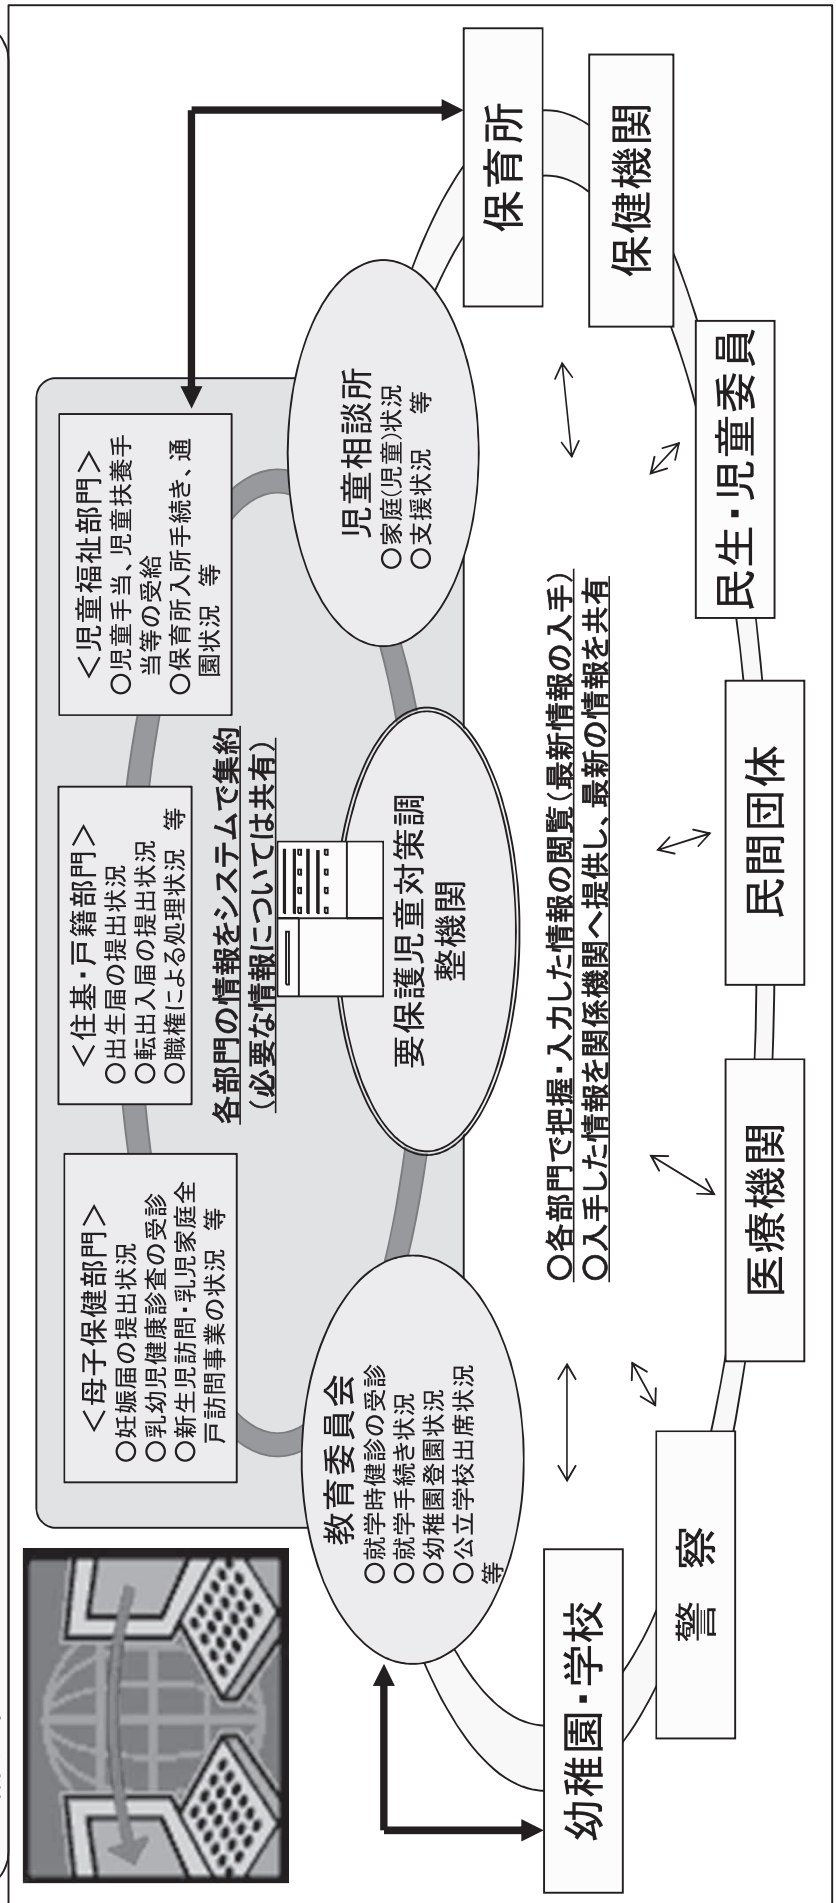 ＜母子保健部門＞
○妊娠届の提出状況
○乳幼児健康診査の受診
○新生児訪問・乳児家庭全
戸訪問事業の状況　等
＜住基・戸籍部門＞
○出生届の提出状況
○転出入届の提出状況
○職権による処理状況　等
＜児童福祉部門＞
○児童手当、児童扶養手
当等の受給
○保育所入所手続き、通
園状況　等
各部門の情報をシステムで集約
（必要な情報については共有）
教育委員会
○就学時健診の受診
○就学手続き状況
○幼稚園登園状況
○公立学校出席状況
等
要保護児童対策調
整機関
児童相談所
○家庭(児童)状況
○支援状況　等
○各部門で把握・入力した情報の閲覧（最新情報の入手）
○入手した情報を関係機関へ提供し、最新の情報を共有
幼稚園・学校
警　察
医療機関
民間団体
民生・児童委員
保健機関
保育所